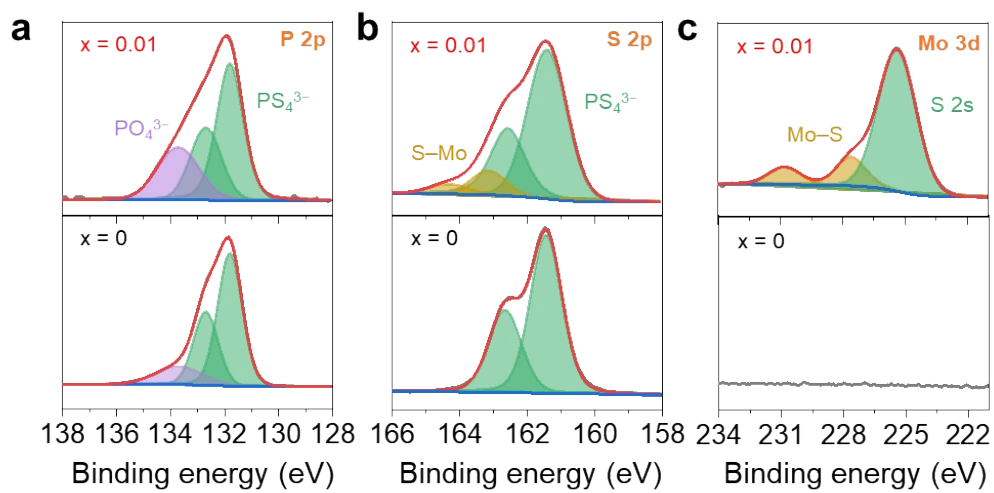 a
x = 0.01
P 2p
PO₄³⁻
PS₄³⁻
x = 0
138 136 134 132 130 128
Binding energy (eV)
b
x = 0.01
S 2p
PS₄³⁻
S–Mo
x = 0
166 164 162 160 158
Binding energy (eV)
c
x = 0.01
Mo 3d
S 2s
Mo–S
x = 0
234 231 228 225 222
Binding energy (eV)